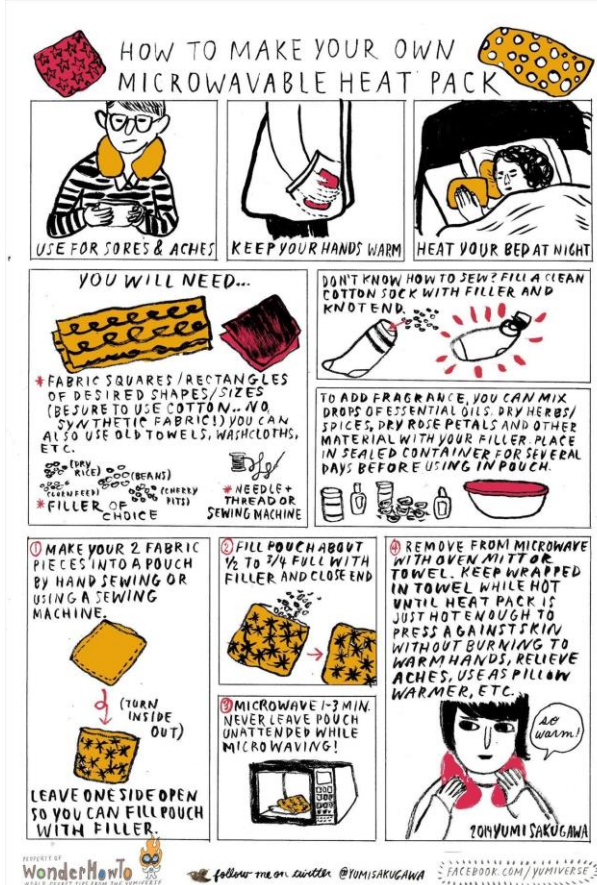 HOW TO MAKE YOUR OWN
MICROWAVABLE HEAT PACK
USE FOR SORES & ACHES
KEEP YOUR HANDS WARM
HEAT YOUR BED AT NIGHT
YOU WILL NEED...
*FABRIC SQUARES/RECTANGLES
OF DESIRED SHAPES/SIZES
(BE SURE TO USE COTTON.. NO
SYNTHETIC FABRIC!) YOU CAN
ALSO USE OLD TOWELS, WASHCLOTHS,
ETC.
(DRY
RICE)
(BEANS)
(CORN FEED)
(CHERRY
PITS)
*FILLER OF
CHOICE
*NEEDLE +
THREAD OR
SEWING MACHINE
DON'T KNOW HOW TO SEW? FILL A CLEAN
COTTON SOCK WITH FILLER AND
KNOT END.
TO ADD FRAGRANCE, YOU CAN MIX
DROPS OF ESSENTIAL OILS. DRY HERBS/
SPICES, DRY ROSE PETALS AND OTHER
MATERIAL WITH YOUR FILLER. PLACE
IN SEALED CONTAINER FOR SEVERAL
DAYS BEFORE USING IN POUCH.
① MAKE YOUR 2 FABRIC
PIECES INTO A POUCH
BY HAND SEWING OR
USING A SEWING
MACHINE.
(TURN
INSIDE
OUT)
LEAVE ONE SIDE OPEN
SO YOU CAN FILL POUCH
WITH FILLER.
② FILL POUCH ABOUT
1/2 TO 3/4 FULL WITH
FILLER AND CLOSE END
③ MICROWAVE 1-3 MIN.
NEVER LEAVE POUCH
UNATTENDED WHILE
MICROWAVING!
④ REMOVE FROM MICROWAVE
WITH OVEN MITT OR
TOWEL. KEEP WRAPPED
IN TOWEL WHILE HOT
UNTIL HEAT PACK IS
JUST HOT ENOUGH TO
PRESS AGAINST SKIN
WITHOUT BURNING TO
WARM HANDS, RELIEVE
ACHES, USE AS PILLOW
WARMER, ETC.
so
warm!
2014 YUMI SAKUGAWA
PROPERTY OF
WonderHowTo
WORLD'S SECRET TIPS FROM THE YUMIVERSE
follow me on twitter @YUMISAKUGAWA
FACEBOOK.COM/YUMIVERSE